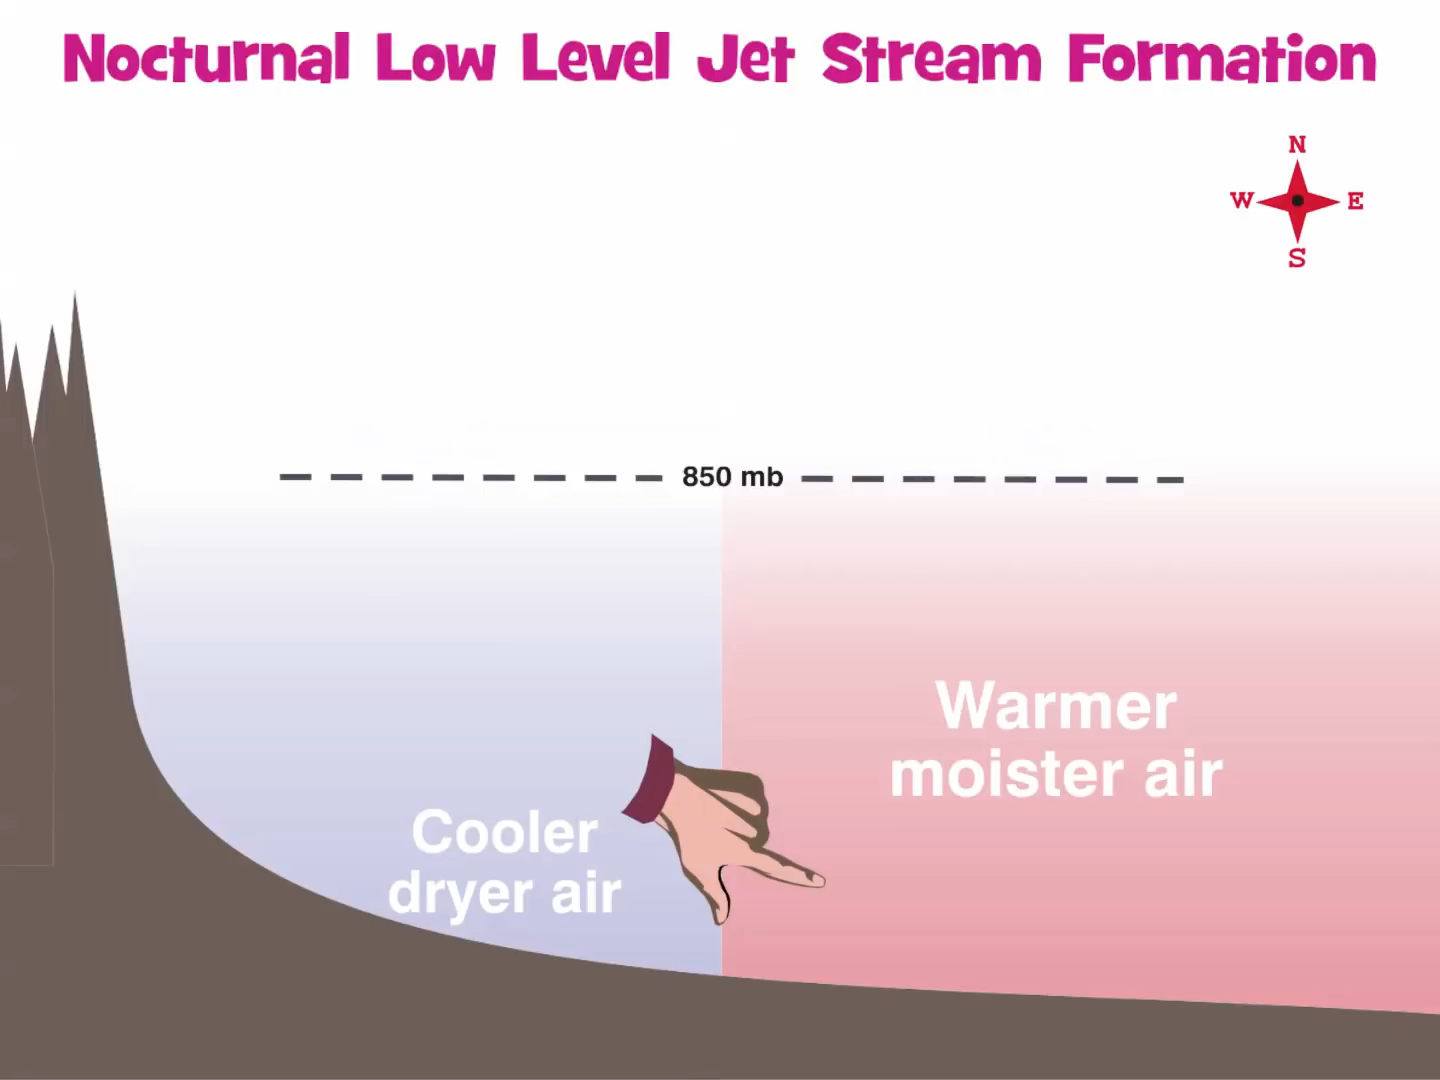 Nocturnal Low Level Jet Stream Formation
N
W E
S
850 mb
Warmer
moister air
Cooler
dryer air